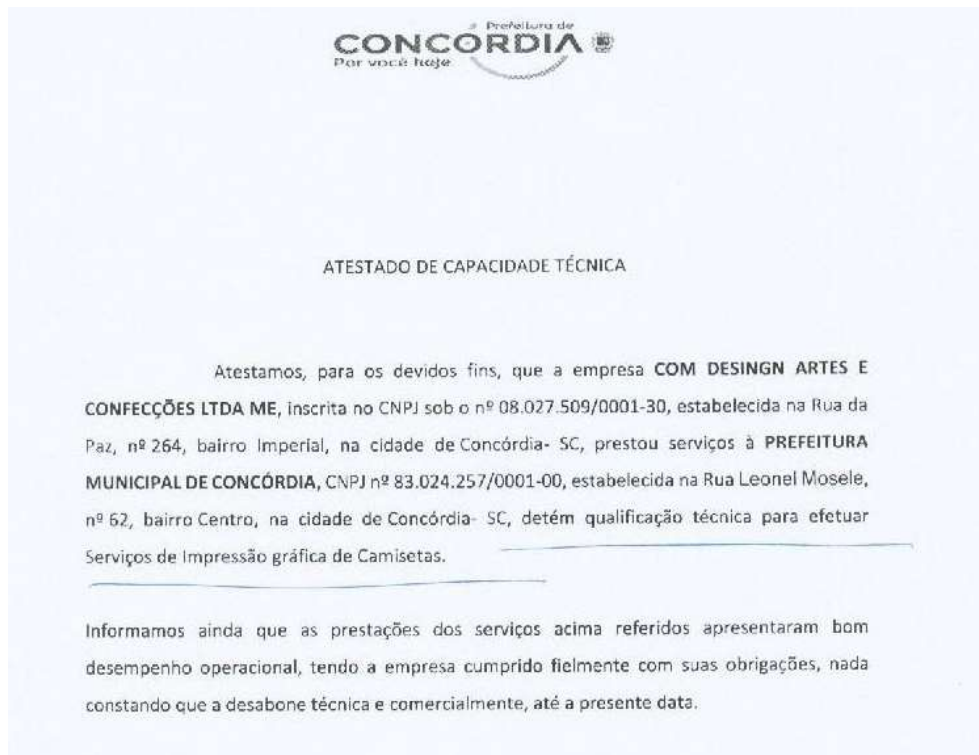 Prefeitura de
CONCÓRDIA
Por você hoje
ATESTADO DE CAPACIDADE TÉCNICA
Atestamos, para os devidos fins, que a empresa COM DESINGN ARTES E
CONFECÇÕES LTDA ME, inscrita no CNPJ sob o nº 08.027.509/0001-30, estabelecida na Rua da
Paz, nº 264, bairro Imperial, na cidade de Concórdia- SC, prestou serviços à PREFEITURA
MUNICIPAL DE CONCÓRDIA, CNPJ nº 83.024.257/0001-00, estabelecida na Rua Leonel Mosele,
nº 62, bairro Centro, na cidade de Concórdia- SC, detém qualificação técnica para efetuar
Serviços de Impressão gráfica de Camisetas.
Informamos ainda que as prestações dos serviços acima referidos apresentaram bom
desempenho operacional, tendo a empresa cumprido fielmente com suas obrigações, nada
constando que a desabone técnica e comercialmente, até a presente data.